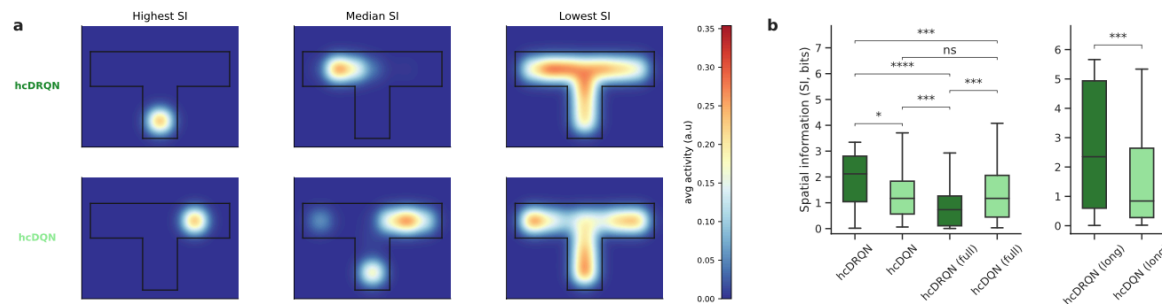 a
Highest SI
Median SI
Lowest SI
hcDRQN
hcDQN
0.35
0.30
0.25
0.20
0.15
0.10
0.05
0.00
avg activity (a.u)
b
Spatial information (SI, bits)
7
6
5
4
3
2
1
0
***
ns
****
***
***
*
hcDRQN
hcDQN
hcDRQN (full)
hcDQN (full)
6
5
4
3
2
1
0
***
hcDRQN (long)
hcDQN (long